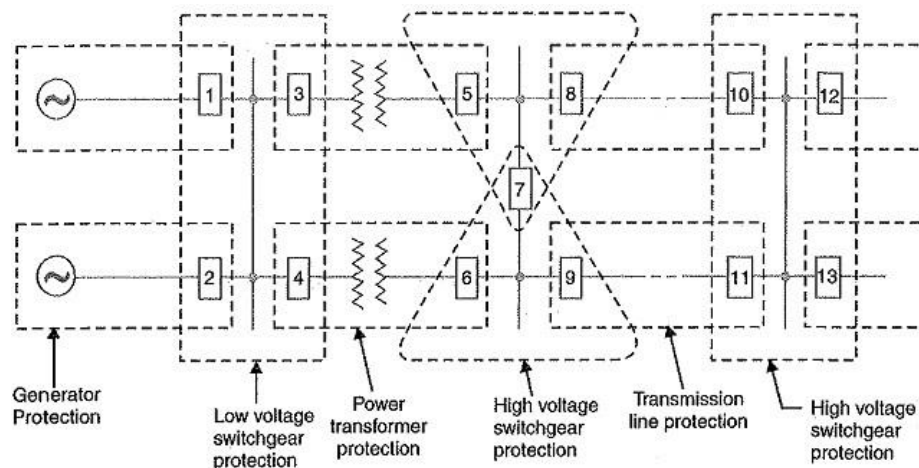 1
3
5
8
10
12
7
2
4
6
9
11
13
Generator
Protection
Low voltage
switchgear
protection
Power
transformer
protection
High voltage
switchgear
protection
Transmission
line protection
High voltage
switchgear
protection